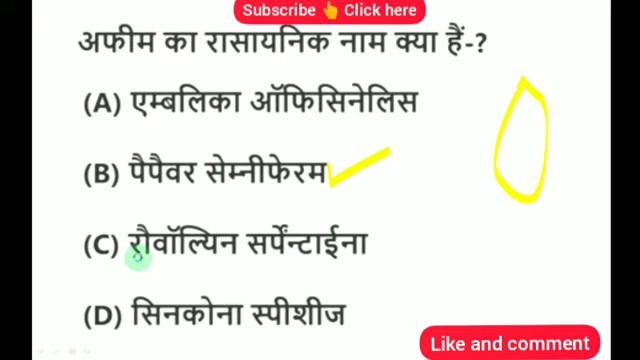 Subscribe 👆 Click here
अफीम का रासायनिक नाम क्या हैं-?
(A) एम्बलिका ऑफिसिनेलिस
(B) पैपैवर सेम्नीफेरम
(C) रौवॉल्यिन सर्पेंन्टाईना
(D) सिनकोना स्पीशीज
Like and comment